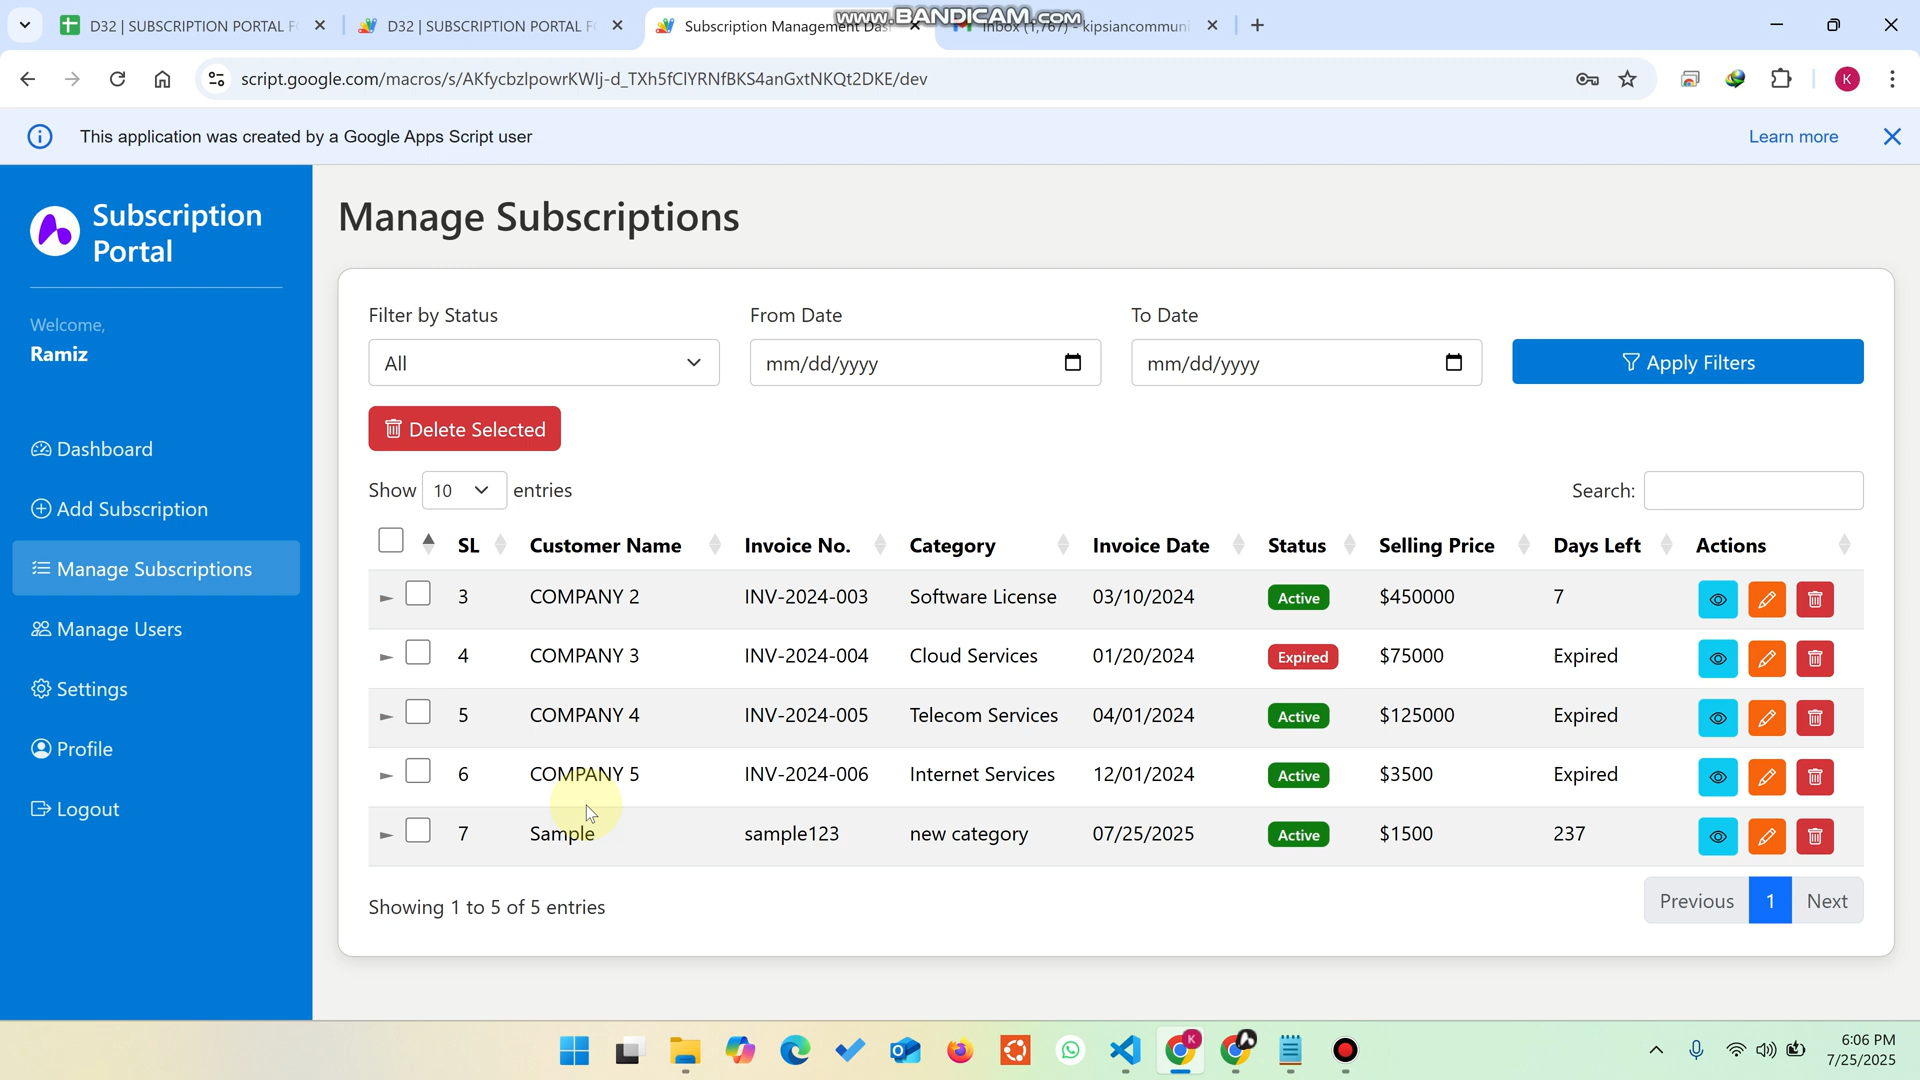 D32 | SUBSCRIPTION PORTAL F
D32 | SUBSCRIPTION PORTAL F
Subscription Management Das
Inbox (1,767) - kipsiancommuni
www.BANDICAM.com
script.google.com/macros/s/AKfycbzlpowrKWIj-d_TXh5fClYRNfBKS4anGxtNKQt2DKE/dev
K
This application was created by a Google Apps Script user
Learn more
Subscription
Portal
Welcome,
Ramiz
Dashboard
Add Subscription
Manage Subscriptions
Manage Users
Settings
Profile
Logout
Manage Subscriptions
Filter by Status
From Date
To Date
All
mm/dd/yyyy
mm/dd/yyyy
Apply Filters
Delete Selected
Show 10 entries
Search:
SL Customer Name Invoice No. Category Invoice Date Status Selling Price Days Left Actions
3 COMPANY 2 INV-2024-003 Software License 03/10/2024 Active $450000 7
4 COMPANY 3 INV-2024-004 Cloud Services 01/20/2024 Expired $75000 Expired
5 COMPANY 4 INV-2024-005 Telecom Services 04/01/2024 Active $125000 Expired
6 COMPANY 5 INV-2024-006 Internet Services 12/01/2024 Active $3500 Expired
7 Sample sample123 new category 07/25/2025 Active $1500 237
Showing 1 to 5 of 5 entries
Previous 1 Next
6:06 PM
7/25/2025